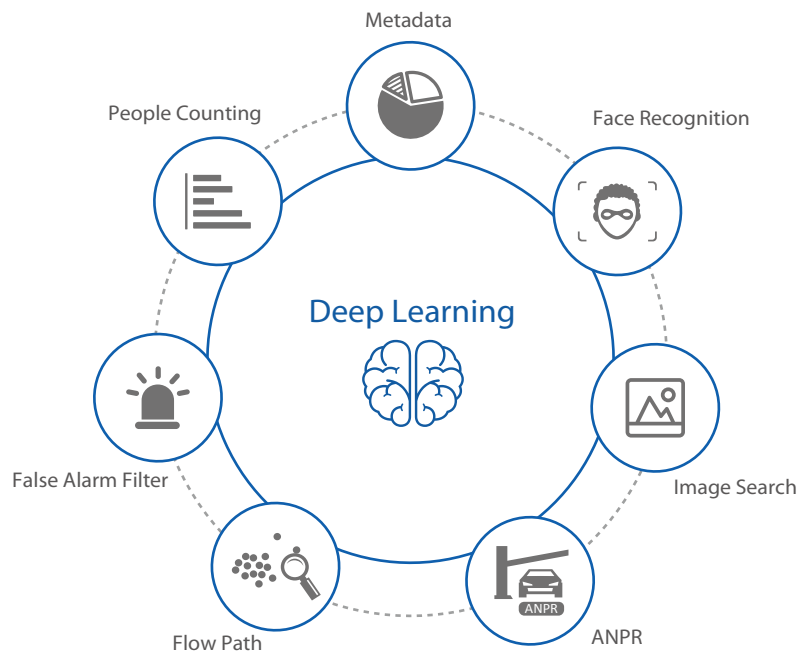 Metadata
People Counting
Face Recognition
Deep Learning
False Alarm Filter
Image Search
ANPR
Flow Path
ANPR